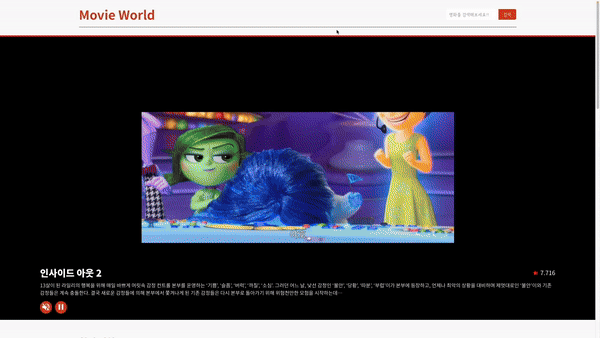 Movie World
영화를 검색해보세요!
검색
인사이드 아웃 2
7.716
13살이 된 라일리의 행복을 위해 매일 바쁘게 머릿속 감정 컨트롤 본부를 운영하는 '기쁨', '슬픔', '버럭', '까칠', '소심'. 그러던 어느 날, 낯선 감정인 '불안', '당황', '따분', '부럽'이가 본부에 등장하고, 언제나 최악의 상황을 대비하며 제멋대로인 '불안'이와 기존
감정들은 계속 충돌한다. 결국 새로운 감정들에 의해 본부에서 쫓겨나게 된 기존 감정들은 다시 본부로 돌아가기 위해 위험천만한 모험을 시작하는데…